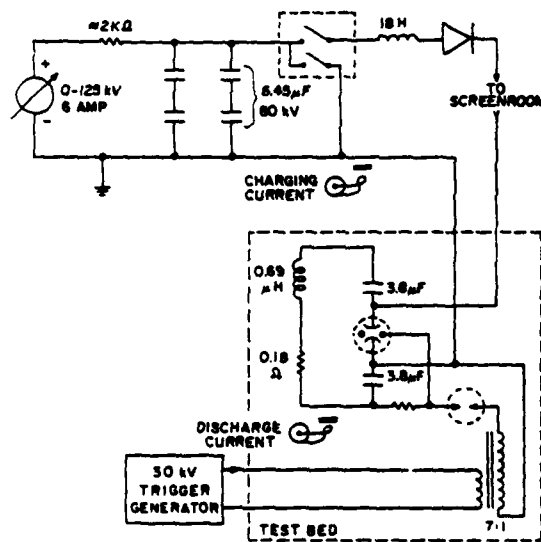 ≈2KΩ
18 H
+
0-125 kV
6 AMP
-
6.45μF
80 kV
TO
SCREENROOM
CHARGING
CURRENT
0.69
μH
3.8μF
0.18
Ω
3.8μF
DISCHARGE
CURRENT
30 kV
TRIGGER
GENERATOR
7:1
TEST BED